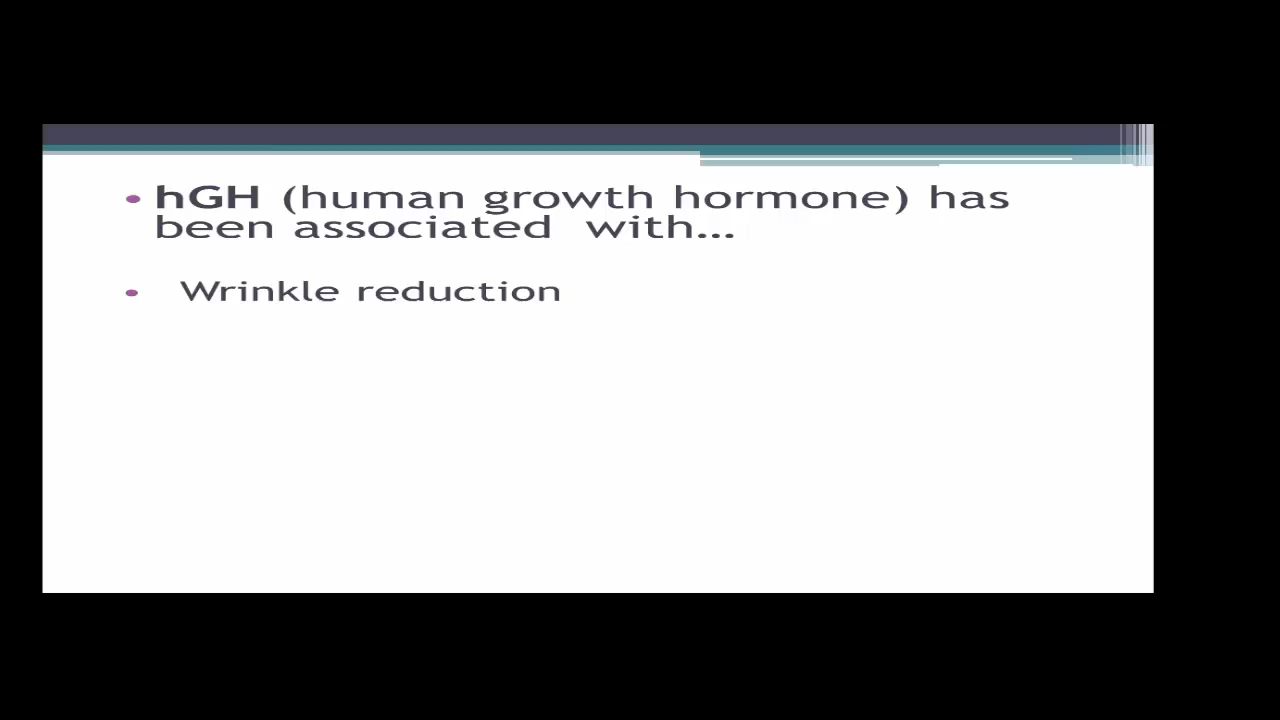 • hGH (human growth hormone) has
been associated with...
• Wrinkle reduction